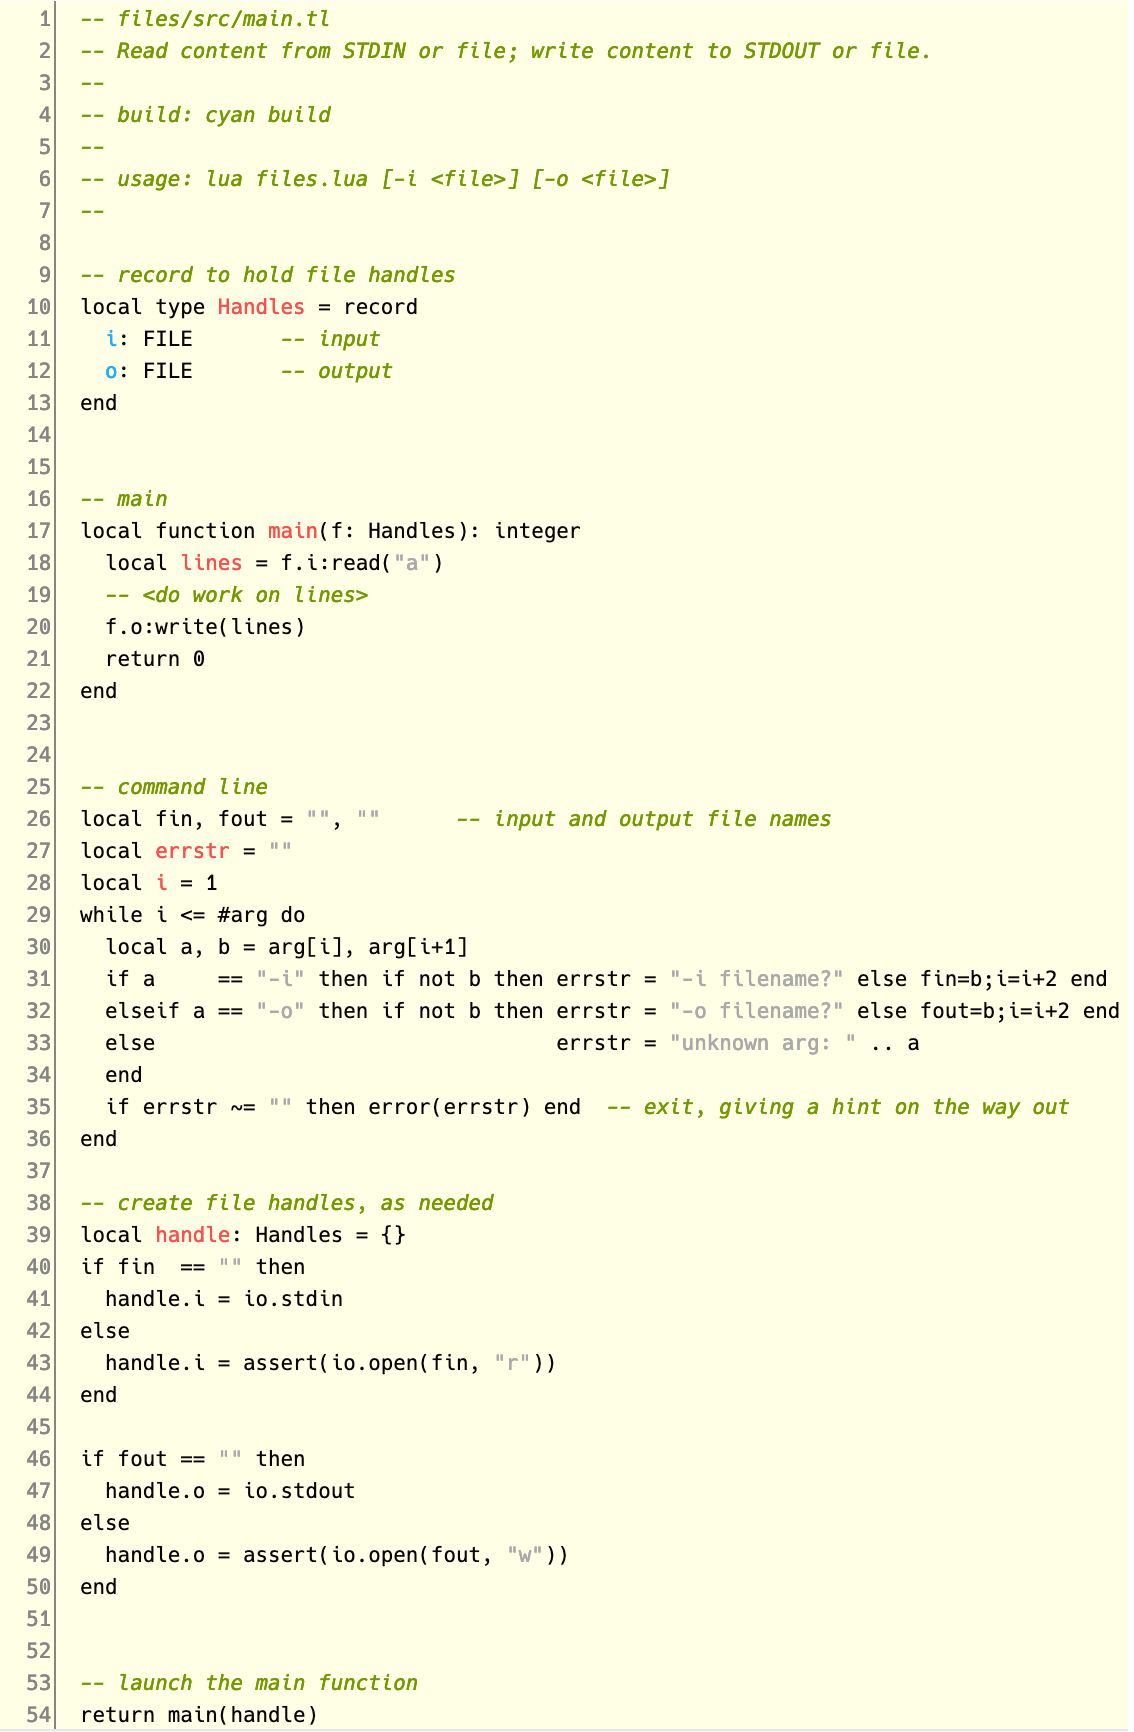 1 -- files/src/main.tl
2 -- Read content from STDIN or file; write content to STDOUT or file.
3 --
4 -- build: cyan build
5 --
6 -- usage: lua files.lua [-i <file>] [-o <file>]
7 --
8
9 -- record to hold file handles
10 local type Handles = record
11   i: FILE       -- input
12   o: FILE       -- output
13 end
14
15
16 -- main
17 local function main(f: Handles): integer
18   local lines = f.i:read("a")
19   -- <do work on lines>
20   f.o:write(lines)
21   return 0
22 end
23
24
25 -- command line
26 local fin, fout = "", ""      -- input and output file names
27 local errstr = ""
28 local i = 1
29 while i <= #arg do
30   local a, b = arg[i], arg[i+1]
31   if a     == "-i" then if not b then errstr = "-i filename?" else fin=b;i=i+2 end
32   elseif a == "-o" then if not b then errstr = "-o filename?" else fout=b;i=i+2 end
33   else                                errstr = "unknown arg: " .. a
34   end
35   if errstr ~= "" then error(errstr) end  -- exit, giving a hint on the way out
36 end
37
38 -- create file handles, as needed
39 local handle: Handles = {}
40 if fin  == "" then
41   handle.i = io.stdin
42 else
43   handle.i = assert(io.open(fin, "r"))
44 end
45
46 if fout == "" then
47   handle.o = io.stdout
48 else
49   handle.o = assert(io.open(fout, "w"))
50 end
51
52
53 -- launch the main function
54 return main(handle)